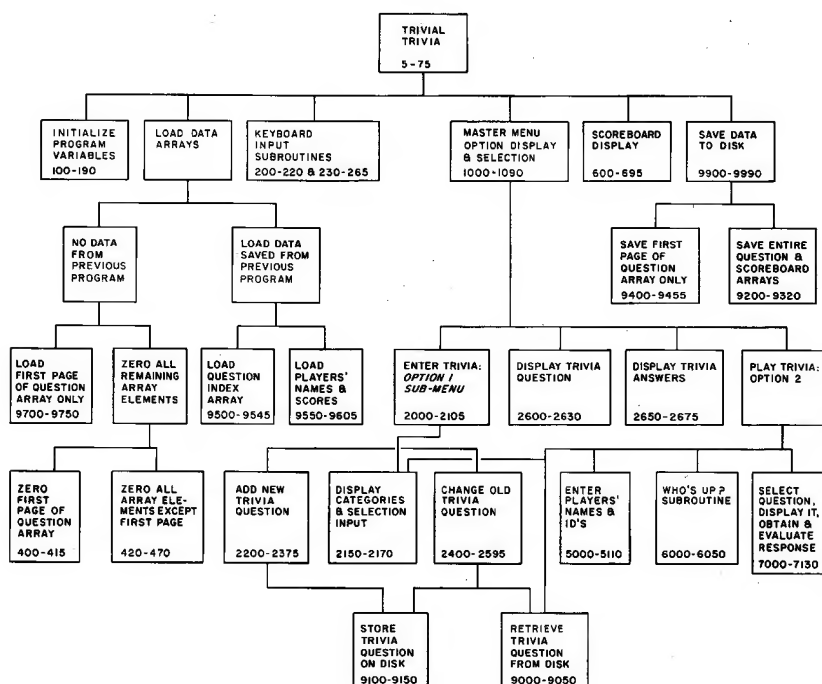 TRIVIAL
TRIVIA
5-75
INITIALIZE
PROGRAM
VARIABLES
100-190
LOAD DATA
ARRAYS
KEYBOARD
INPUT
SUBROUTINES
200-220 & 230-265
MASTER MENU
OPTION DISPLAY
& SELECTION
1000-1090
SCOREBOARD
DISPLAY
600-695
SAVE DATA
TO DISK
9900-9990
NO DATA
FROM
PREVIOUS
PROGRAM
LOAD DATA
SAVED FROM
PREVIOUS
PROGRAM
SAVE FIRST
PAGE OF
QUESTION
ARRAY ONLY
9400-9455
SAVE ENTIRE
QUESTION &
SCOREBOARD
ARRAYS
9200-9320
LOAD
FIRST PAGE
OF QUESTION
ARRAY ONLY
9700-9750
ZERO ALL
REMAINING
ARRAY
ELEMENTS
LOAD
QUESTION
INDEX
ARRAY
9500-9545
LOAD
PLAYERS'
NAMES &
SCORES
9550-9605
ENTER TRIVIA:
OPTION I
SUB-MENU
2000-2105
DISPLAY TRIVIA
QUESTION
2600-2630
DISPLAY TRIVIA
ANSWERS
2650-2675
PLAY TRIVIA:
OPTION 2
ZERO
FIRST
PAGE OF
QUESTION
ARRAY
400-415
ZERO ALL
ARRAY ELE-
MENTS EXCEPT
FIRST PAGE
420-470
ADD NEW
TRIVIA
QUESTION
2200-2375
DISPLAY
CATEGORIES
& SELECTION
INPUT
2150-2170
CHANGE OLD
TRIVIA
QUESTION
2400-2595
ENTER
PLAYERS'
NAMES &
ID'S
5000-5110
WHO'S UP?
SUBROUTINE
6000-6050
SELECT
QUESTION,
DISPLAY IT,
OBTAIN &
EVALUATE
RESPONSE
7000-7130
STORE
TRIVIA
QUESTION
ON DISK
9100-9150
RETRIEVE
TRIVIA
QUESTION
FROM DISK
9000-9050